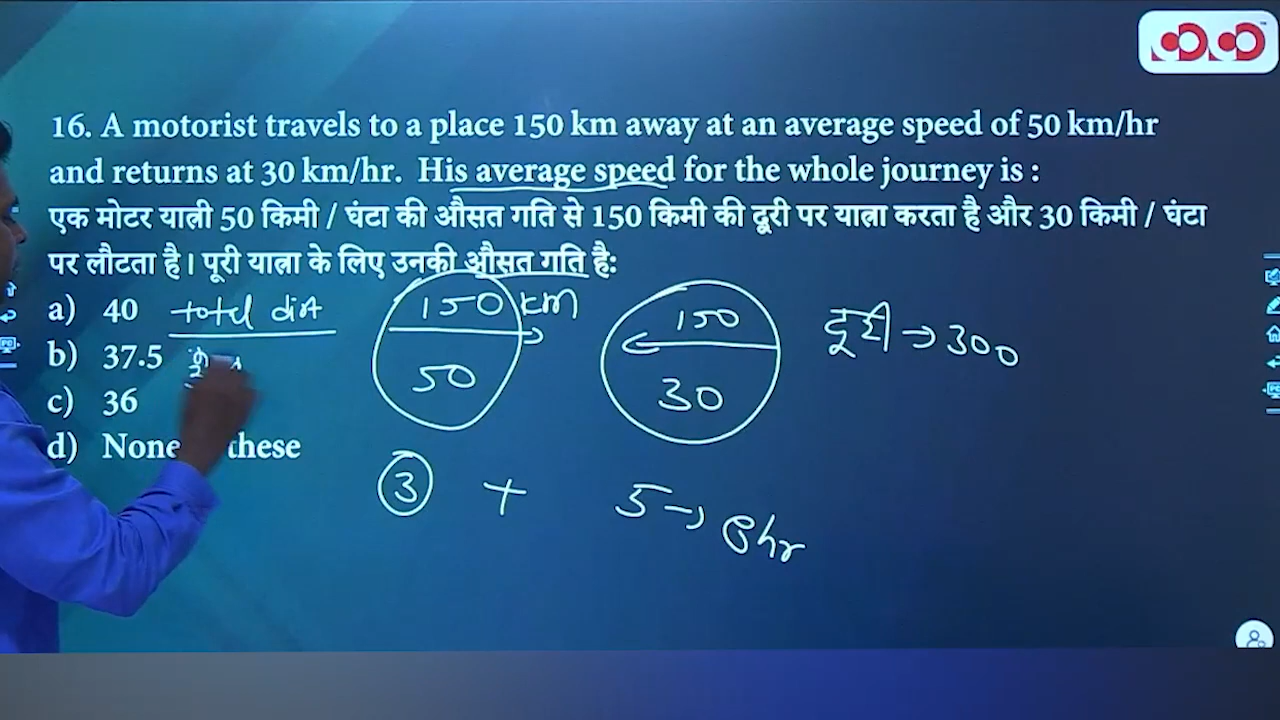 16. A motorist travels to a place 150 km away at an average speed of 50 km/hr
and returns at 30 km/hr. His average speed for the whole journey is :
एक मोटर यात्री 50 किमी / घंटा की औसत गति से 150 किमी की दूरी पर यात्रा करता है और 30 किमी / घंटा
पर लौटता है। पूरी यात्रा के लिए उनकी औसत गति है:
a) 40
total dist
150 km
150
दूरी → 300
b) 37.5
50
30
c) 36
d) None these
3 + 5 → 8hr